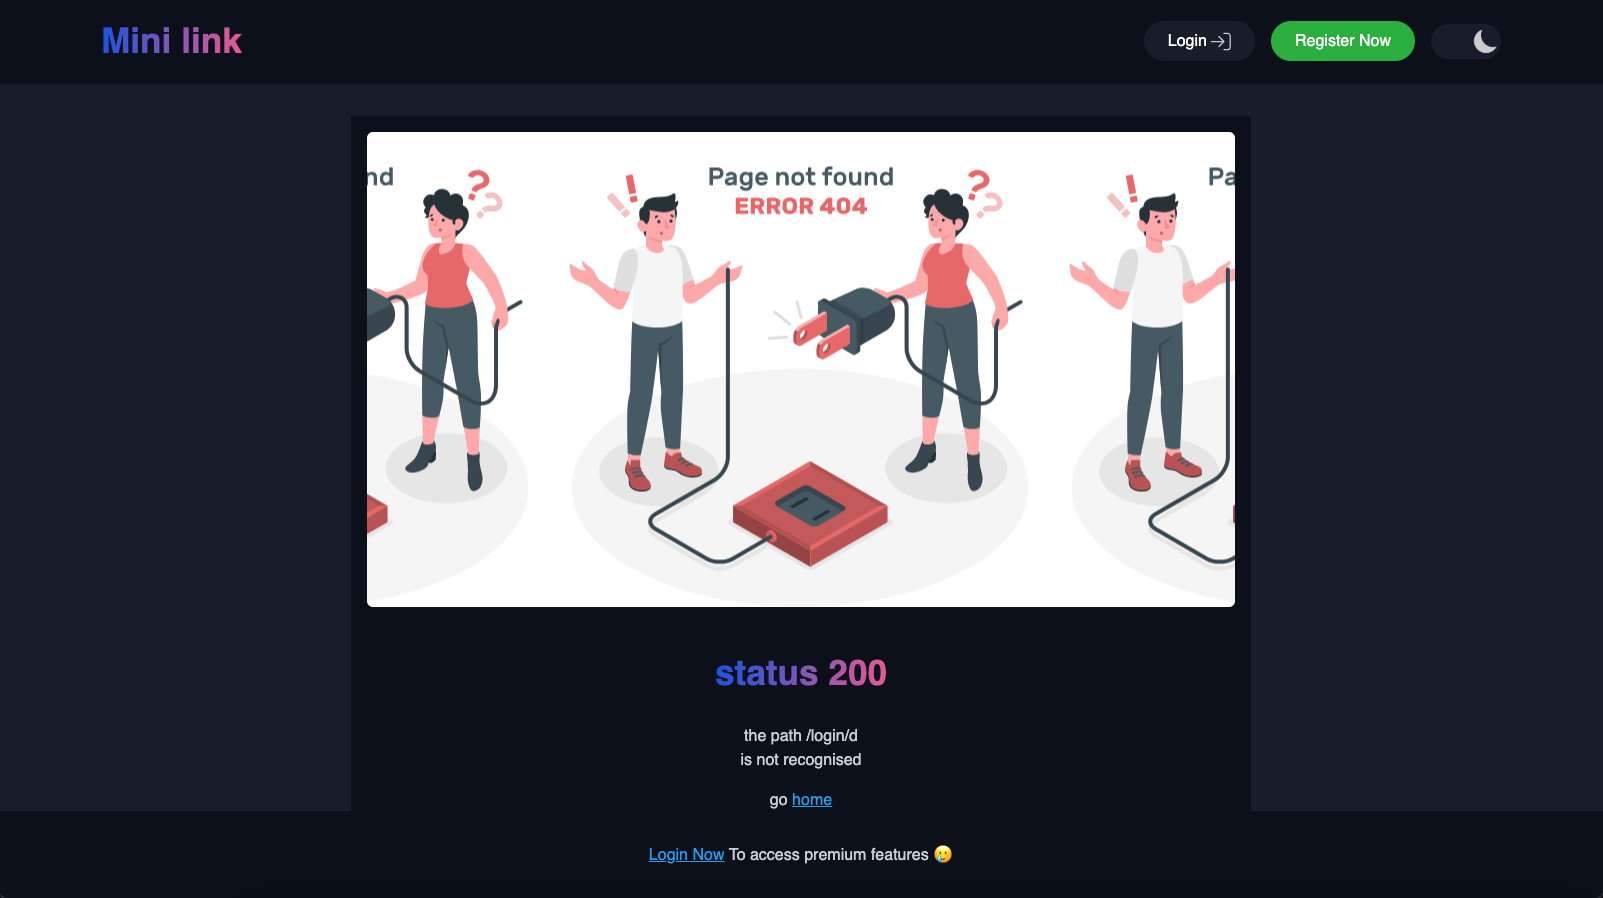 Mini link
Login
Register Now
nd
Page not found
Pa
ERROR 404
status 200
the path /login/d
is not recognised
go home
Login Now To access premium features 🥲